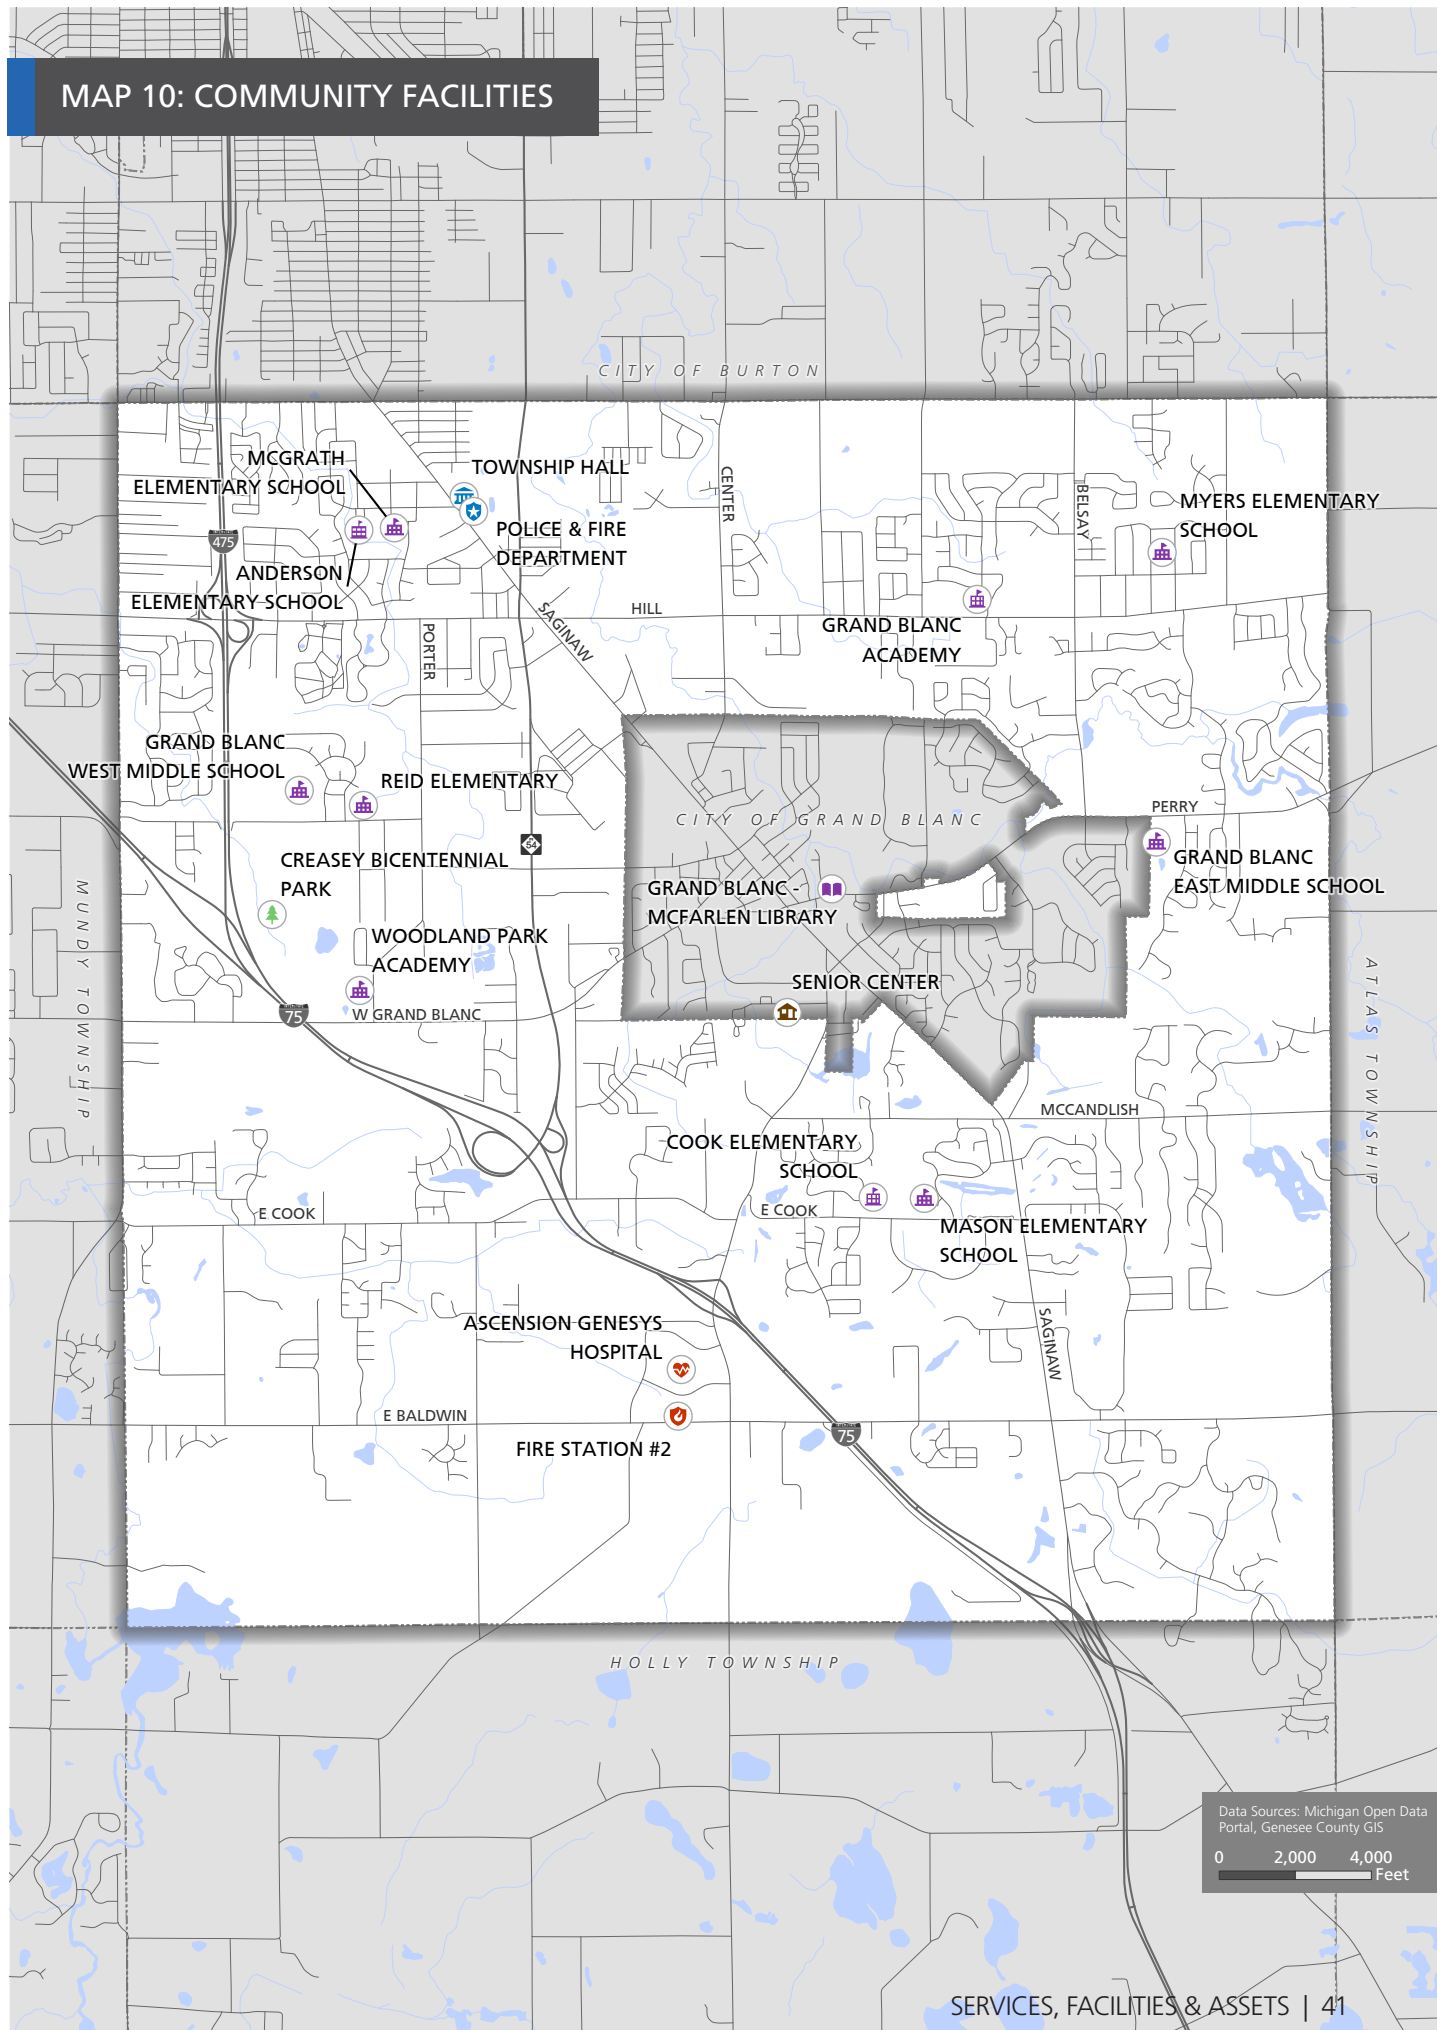 MAP 10: COMMUNITY FACILITIES
CITY OF BURTON
MCGRATH
ELEMENTARY SCHOOL
TOWNSHIP HALL
POLICE & FIRE
DEPARTMENT
CENTER
BELSAY
MYERS ELEMENTARY
SCHOOL
475
ANDERSON
ELEMENTARY SCHOOL
SAGINAW
HILL
PORTER
GRAND BLANC
ACADEMY
GRAND BLANC
WEST MIDDLE SCHOOL
REID ELEMENTARY
PERRY
CITY OF GRAND BLANC
54
CREASEY BICENTENNIAL
PARK
GRAND BLANC -
MCFARLEN LIBRARY
GRAND BLANC
EAST MIDDLE SCHOOL
MUNDY TOWNSHIP
WOODLAND PARK
ACADEMY
ATLAS TOWNSHIP
SENIOR CENTER
75
W GRAND BLANC
MCCANDLISH
COOK ELEMENTARY
SCHOOL
E COOK
E COOK
MASON ELEMENTARY
SCHOOL
ASCENSION GENESYS
HOSPITAL
SAGINAW
E BALDWIN
75
FIRE STATION #2
HOLLY TOWNSHIP
Data Sources: Michigan Open Data
Portal, Genesee County GIS
0 2,000 4,000
Feet
SERVICES, FACILITIES & ASSETS | 41